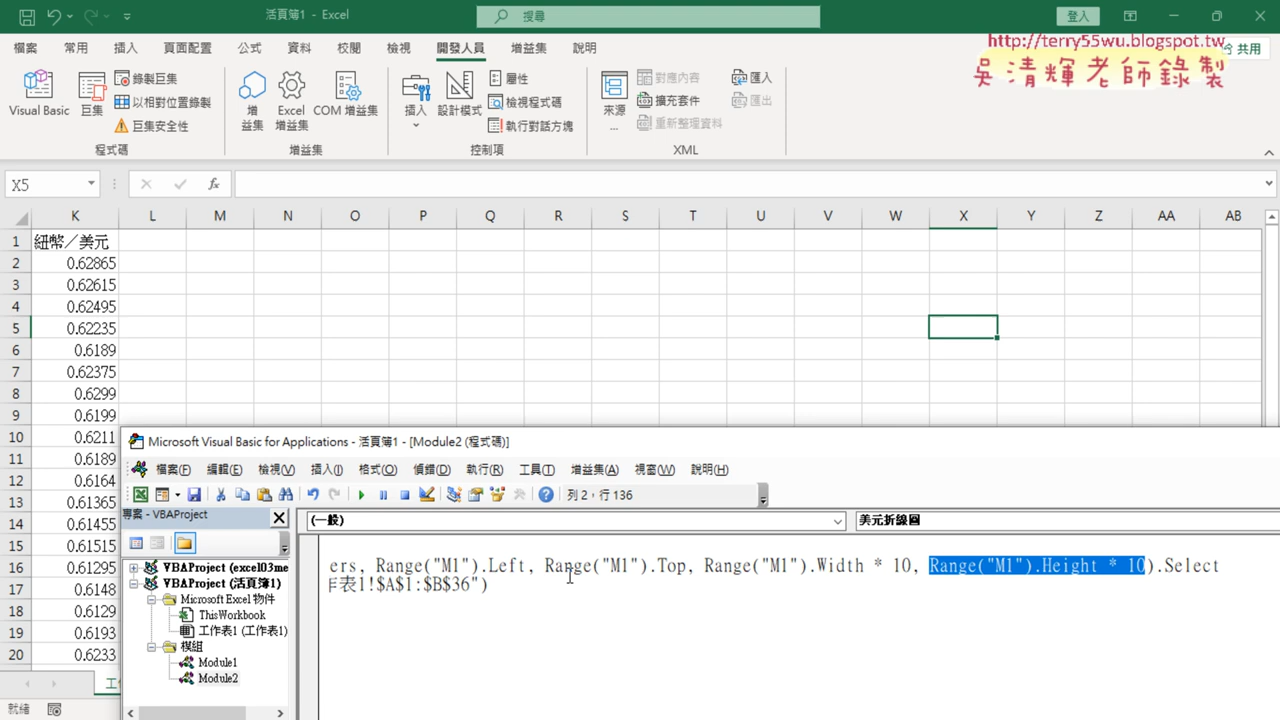 活頁簿1 - Excel
搜尋
登入
http://terry55wu.blogspot.tw
吳清輝老師錄製
檔案 常用 插入 頁面配置 公式 資料 校閱 檢視 開發人員 增益集 說明
共用
Visual Basic
巨集
錄製巨集
以相對位置錄製
巨集安全性
程式碼
增益集
Excel 增益集
COM 增益集
增益集
插入
設計模式
屬性
檢視程式碼
執行對話方塊
控制項
來源...
對應內容
擴充套件
重新整理資料
匯入
匯出
XML
X5
fx
K L M N O P Q R S T U V W X Y Z AA AB
1 紐幣／美元
2 0.62865
3 0.62615
4 0.62495
5 0.62235
6 0.6189
7 0.62375
8 0.6299
9 0.6199
10 0.6211
11 0.6189
12 0.6164
13 0.61365
14 0.61455
15 0.61515
16 0.61295
17 0.6148
18 0.6129
19 0.6193
20 0.6233
就緒
Microsoft Visual Basic for Applications - 活頁簿1 - [Module2 (程式碼)]
檔案(F) 編輯(E) 檢視(V) 插入(I) 格式(O) 偵錯(D) 執行(R) 工具(T) 增益集(A) 視窗(W) 說明(H)
列 2，行 136
專案 - VBAProject
VBAProject (excel03me
VBAProject (活頁簿1)
Microsoft Excel 物件
ThisWorkbook
工作表1 (工作表1)
模組
Module1
Module2
(一般)
美元折線圖
ers, Range("M1").Left, Range("M1").Top, Range("M1").Width * 10, Range("M1").Height * 10).Select
作表1!$A$1:$B$36")